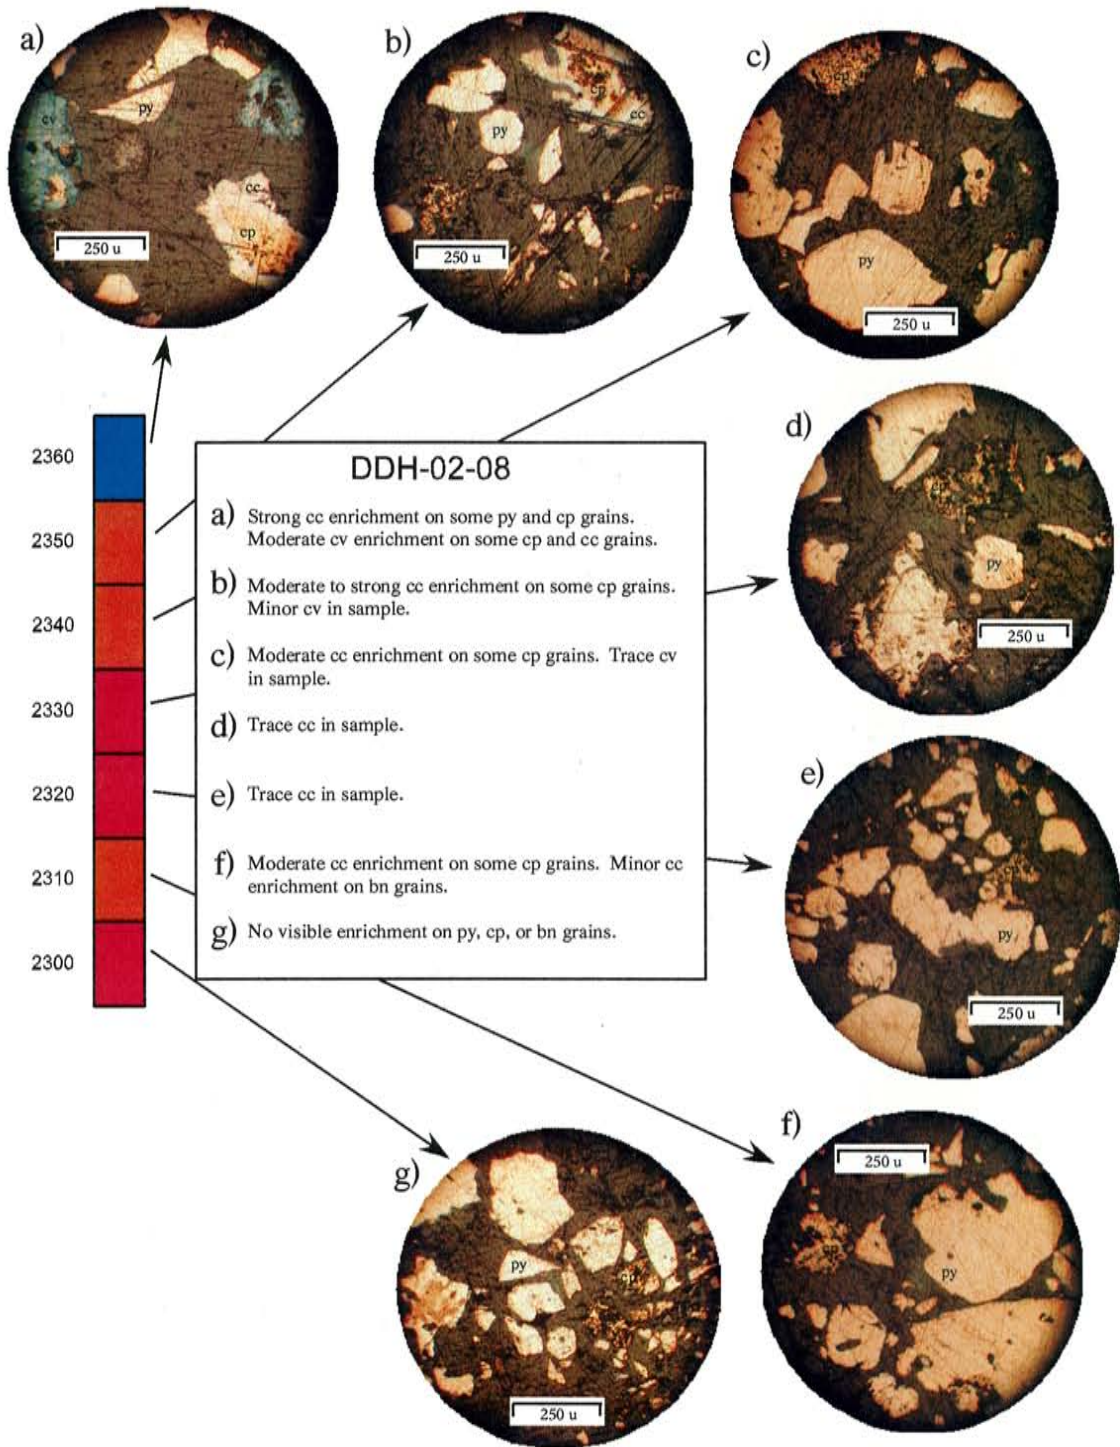 a)
cv
py
cc
cp
250 u
b)
py
cp
cc
250 u
c)
cp
py
250 u
2360
2350
2340
2330
2320
2310
2300
DDH-02-08
a) Strong cc enrichment on some py and cp grains.
Moderate cv enrichment on some cp and cc grains.
b) Moderate to strong cc enrichment on some cp grains.
Minor cv in sample.
c) Moderate cc enrichment on some cp grains. Trace cv
in sample.
d) Trace cc in sample.
e) Trace cc in sample.
f) Moderate cc enrichment on some cp grains. Minor cc
enrichment on bn grains.
g) No visible enrichment on py, cp, or bn grains.
d)
cp
py
250 u
e)
cp
py
250 u
f)
250 u
cp
py
g)
py
cp
250 u